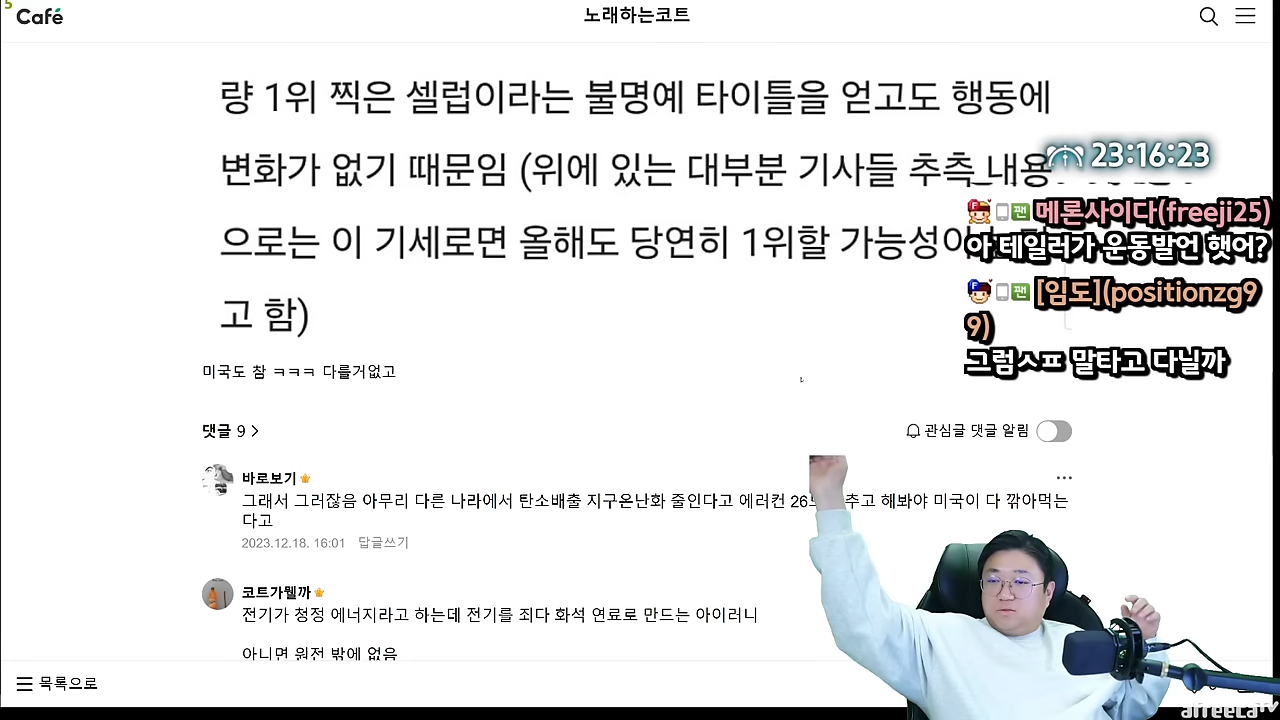 5
Café
노래하는코트
량 1위 찍은 셀럽이라는 불명예 타이틀을 얻고도 행동에
변화가 없기 때문임 (위에 있는 대부분 기사들 추측 내용
으로는 이 기세로면 올해도 당연히 1위할 가능성이
고 함)
미국도 참 ㅋㅋㅋ 다를거없고
댓글 9 >
관심글 댓글 알림
바로보기
그래서 그러잖음 아무리 다른 나라에서 탄소배출 지구온난화 줄인다고 에러컨 26 추고 해봐야 미국이 다 깎아먹는
다고
2023.12.18. 16:01 답글쓰기
코트가뭴까
전기가 청정 에너지라고 하는데 전기를 죄다 화석 연료로 만드는 아이러니
아니면 원전 밖에 없음
목록으로
23:16:23
팬 메론사이다(freeji25)
아 테일러가 운동발언 햇어?
팬 [임도](positionzg9
9)
그럼ㅅㅍ 말타고 다닐까
afreecaTV